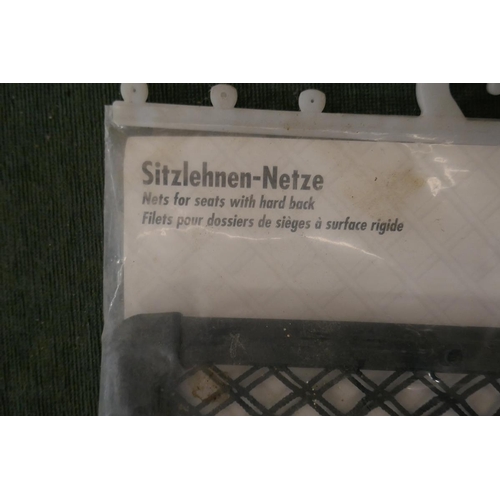 Sitzlehnen-Netze
Nets for seats with hard back
Filets pour dossiers de sièges à surface rigide